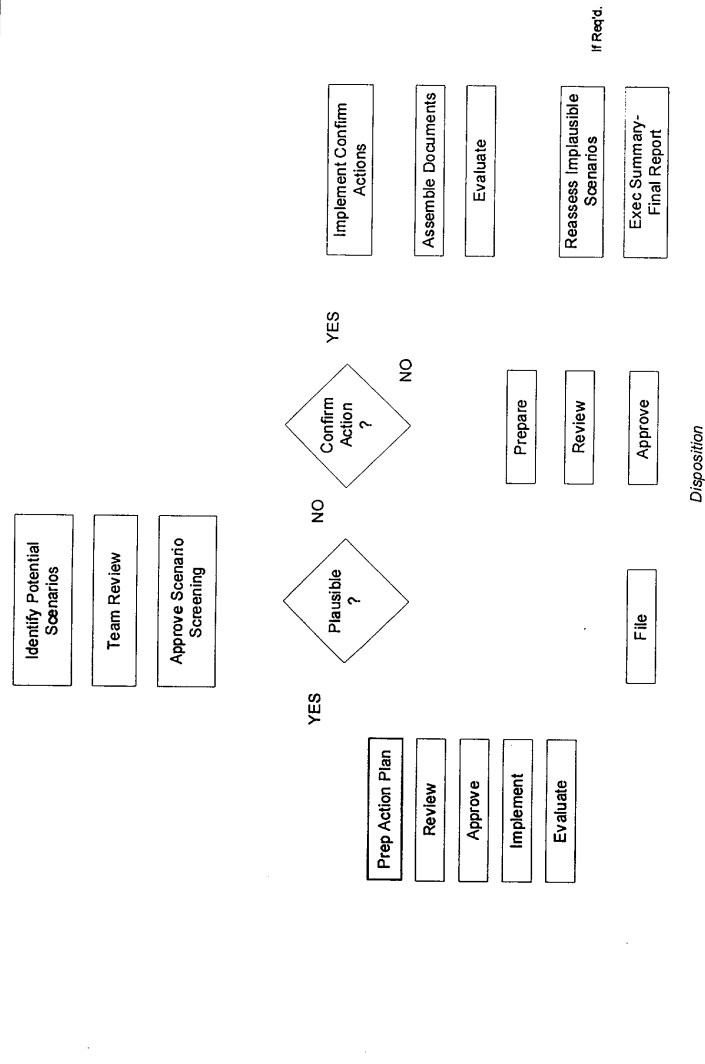 Identify Potential
Scenarios
Team Review
Approve Scenario
Screening
YES
Plausible
?
NO
Confirm
Action
?
YES
NO
Prep Action Plan
Review
Approve
Implement
Evaluate
File
Prepare
Review
Approve
Disposition
Implement Confirm
Actions
Assemble Documents
Evaluate
Reassess Implausible
Scenarios
If Req'd.
Exec Summary-
Final Report